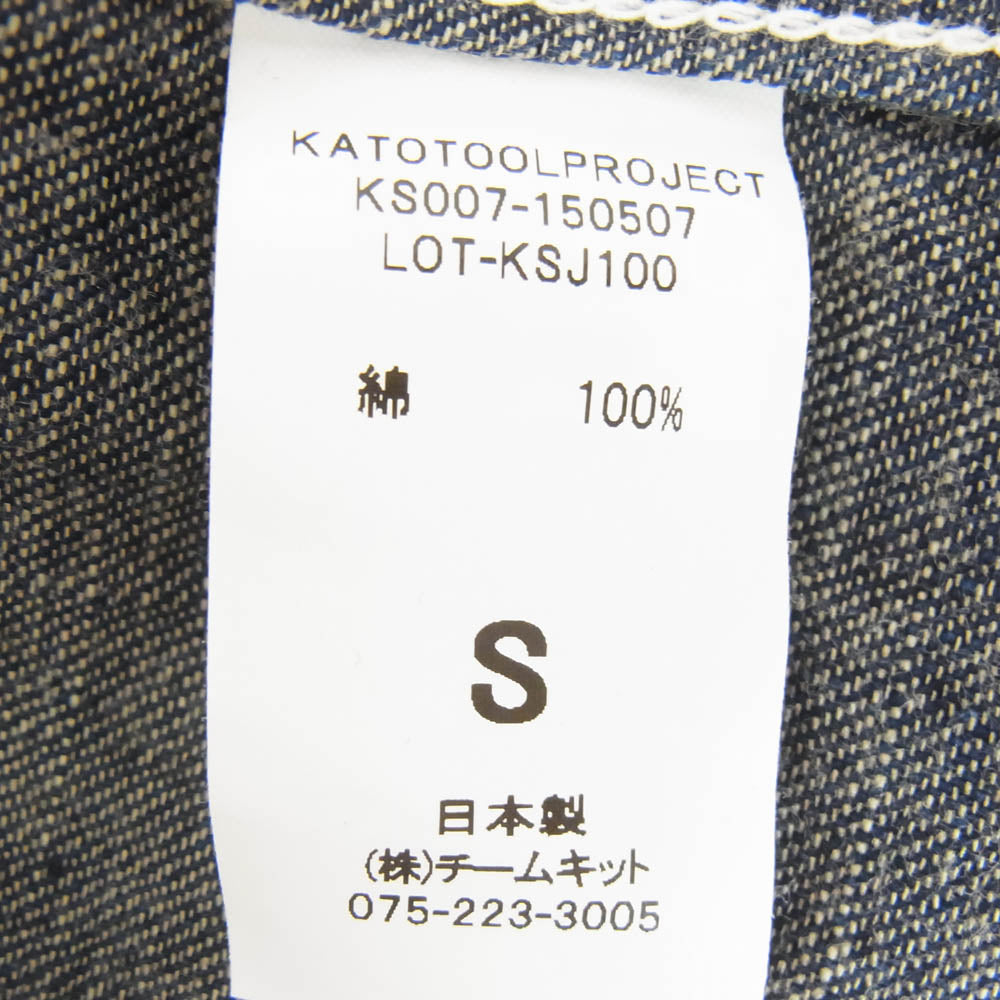 KATOTOOLPROJECT
KS007-150507
LOT-KSJ100
綿 100%
S
日本製
(株)チームキット
075-223-3005